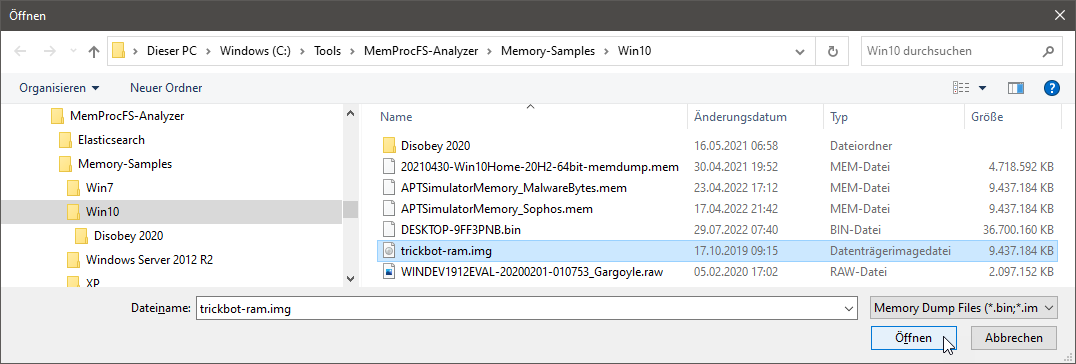 Öffnen
Dieser PC > Windows (C:) > Tools > MemProcFS-Analyzer > Memory-Samples > Win10
Win10 durchsuchen
Organisieren
Neuer Ordner
MemProcFS-Analyzer
Elasticsearch
Memory-Samples
Win7
Win10
Disobey 2020
Windows Server 2012 R2
XP
Name Änderungsdatum Typ Größe
Disobey 2020 16.05.2021 06:58 Dateiordner
20210430-Win10Home-20H2-64bit-memdump.mem 30.04.2021 19:52 MEM-Datei 4.718.592 KB
APTSimulatorMemory_MalwareBytes.mem 23.04.2022 17:12 MEM-Datei 9.437.184 KB
APTSimulatorMemory_Sophos.mem 17.04.2022 21:42 MEM-Datei 9.437.184 KB
DESKTOP-9FF3PNB.bin 29.07.2022 07:40 BIN-Datei 36.700.160 KB
trickbot-ram.img 17.10.2019 09:15 Datenträgerimagedatei 9.437.184 KB
WINDEV1912EVAL-20200201-010753_Gargoyle.raw 05.02.2020 17:02 RAW-Datei 2.097.152 KB
Dateiname: trickbot-ram.img
Memory Dump Files (*.bin;*.im
Öffnen
Abbrechen